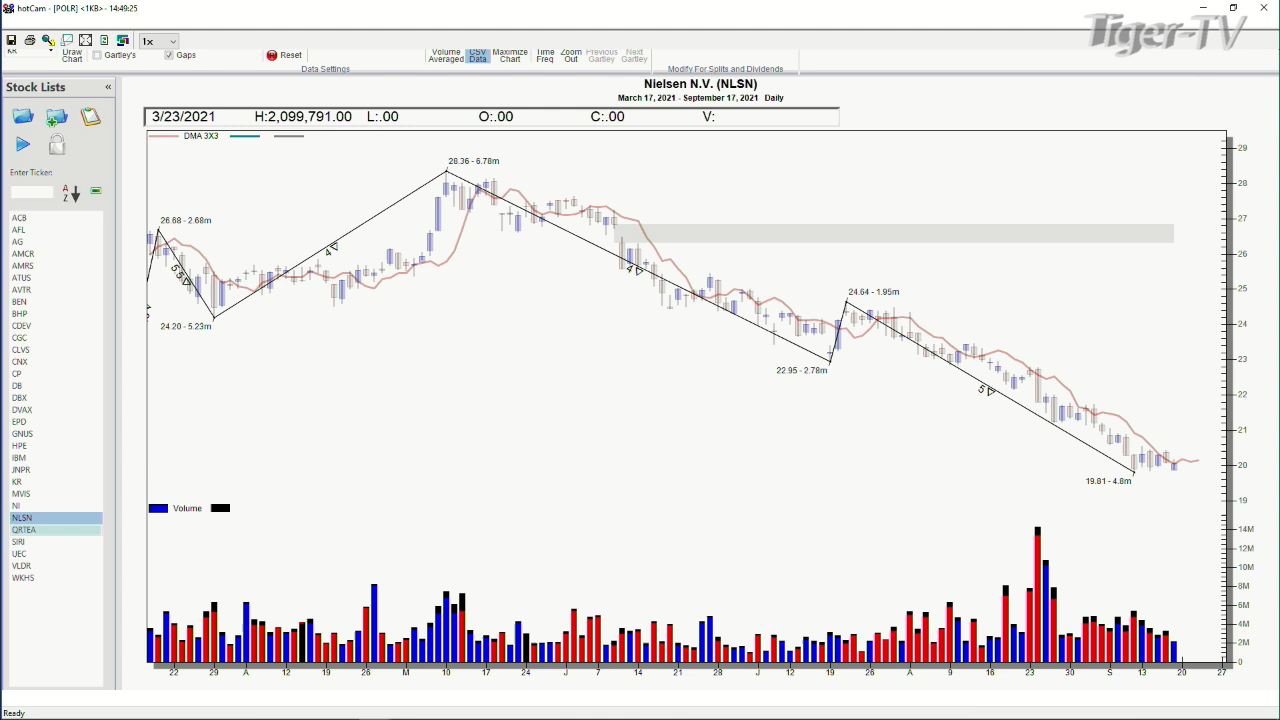 hotCam - [POLR] <1KB> - 14:49:25
Tiger-TV
1x
Draw Chart
Gartley's
Gaps
Reset
Volume Averaged
CSV Data
Maximize Chart
Time Freq
Zoom Out
Previous Gartley
Next Gartley
Data Settings
Modify For Splits and Dividends
Stock Lists «
Nielsen N.V. (NLSN)
March 17, 2021 - September 17, 2021 Daily
3/23/2021 H:2,099,791.00 L:.00 O:.00 C:.00 V:
DMA 3X3
Enter Ticker:
A
Z
ACB
AFL
AG
AMCR
AMRS
ATUS
AVTR
BEN
BHP
CDEV
CGC
CLVS
CNX
CP
DB
DBX
DVAX
EPD
GNUS
HPE
IBM
JNPR
KR
MVIS
NI
NLSN
QRTEA
SIRI
UEC
VLDR
WKHS
28.36 - 6.78m
26.68 - 2.68m
24.20 - 5.23m
24.64 - 1.95m
22.95 - 2.78m
19.81 - 4.8m
5.5
4
4
5
29
28
27
26
25
24
23
22
21
20
19
Volume
14M
12M
10M
8M
6M
4M
2M
0
22 29 A 12 19 26 M 10 17 24 J 7 14 21 28 J 12 19 26 A 9 16 23 30 S 13 20 27
Ready